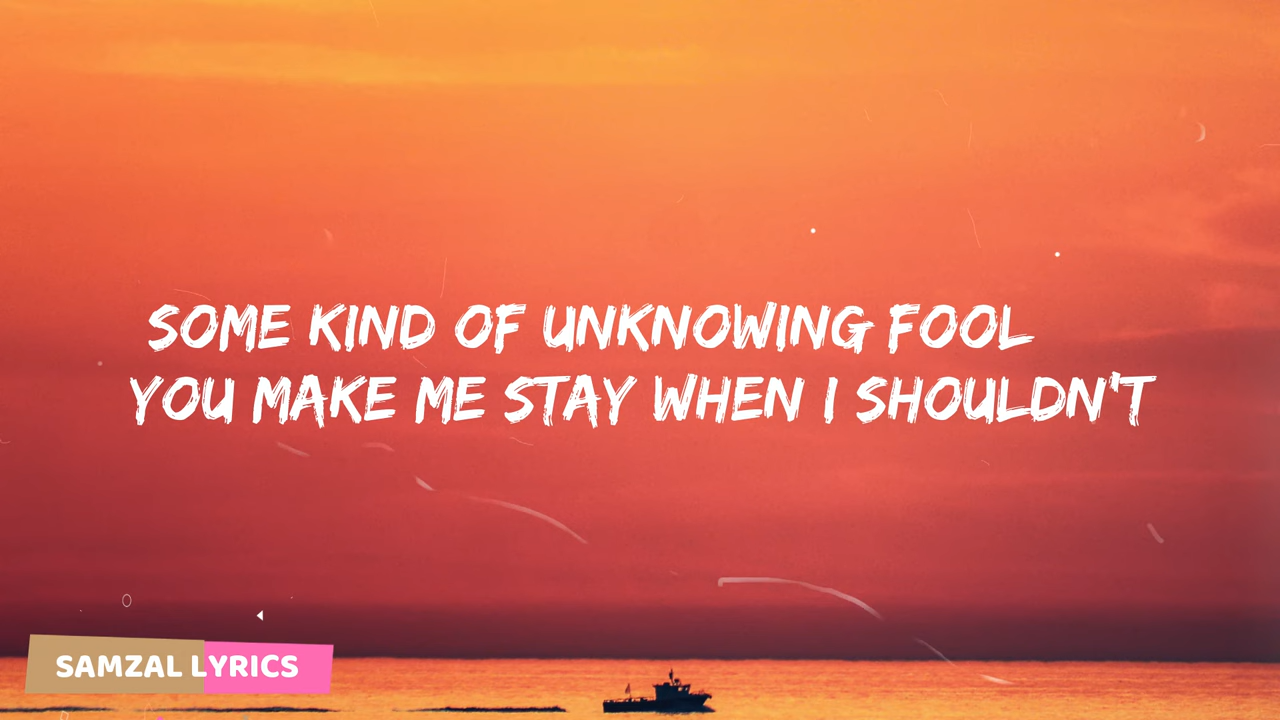 SOME KIND OF UNKNOWING FOOL
YOU MAKE ME STAY WHEN I SHOULDN'T
SAMZAL LYRICS